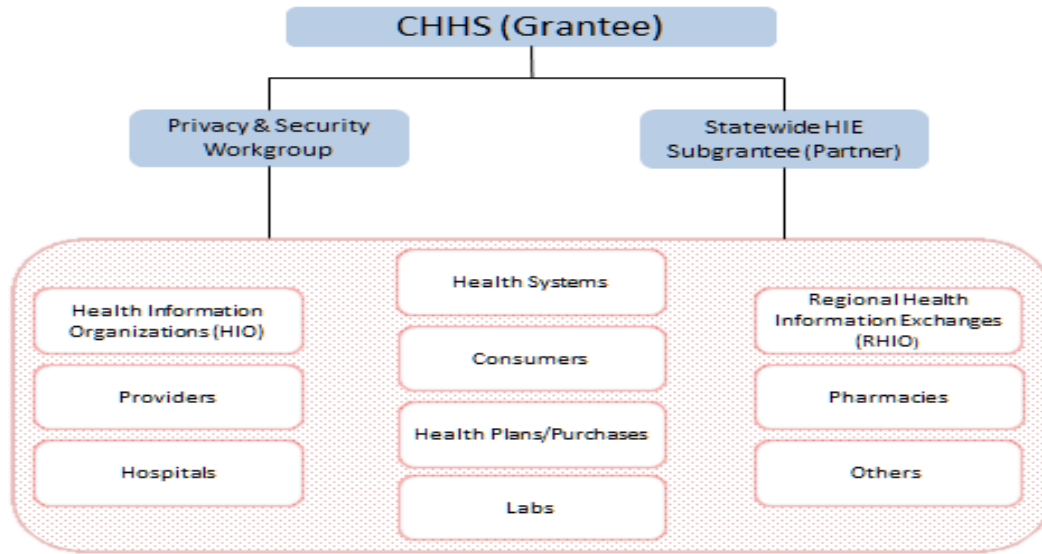 CHHS (Grantee)
Privacy & Security
Workgroup
Statewide HIE
Subgrantee (Partner)
Health Information
Organizations (HIO)
Providers
Hospitals
Health Systems
Consumers
Health Plans/Purchases
Labs
Regional Health
Information Exchanges
(RHIO)
Pharmacies
Others